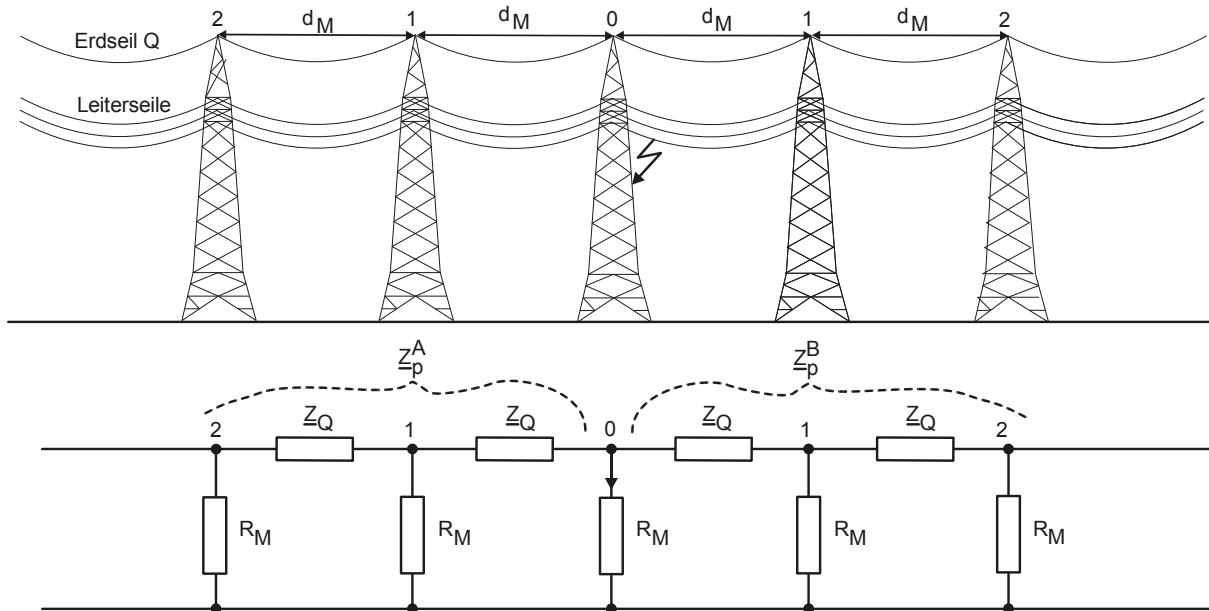 2 d_M 1 d_M 0 d_M 1 d_M 2
Erdseil Q
Leiterseile
Z_p^A Z_p^B
2 Z_Q 1 Z_Q 0 Z_Q 1 Z_Q 2
R_M R_M R_M R_M R_M